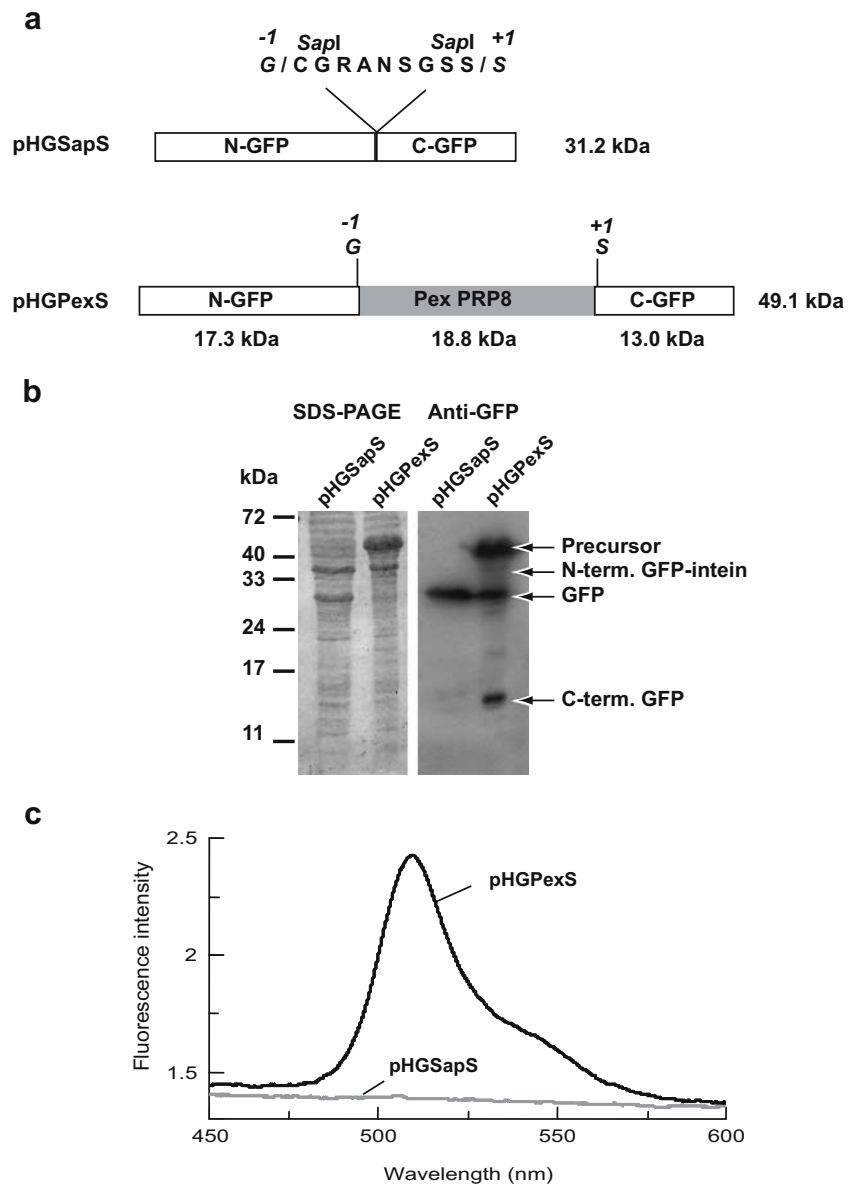 a
-1 SapI SapI +1
G / C G R A N S G S S / S
pHGSapS N-GFP C-GFP 31.2 kDa
-1 +1
G S
pHGPexS N-GFP Pex PRP8 C-GFP 49.1 kDa
17.3 kDa 18.8 kDa 13.0 kDa
b
SDS-PAGE Anti-GFP
kDa pHGSapS pHGPexS pHGSapS pHGPexS
72
40
33
24
17
11
Precursor
N-term. GFP-intein
GFP
C-term. GFP
c
Fluorescence intensity
2.5
2
1.5
pHGPexS
pHGSapS
450 500 550 600
Wavelength (nm)